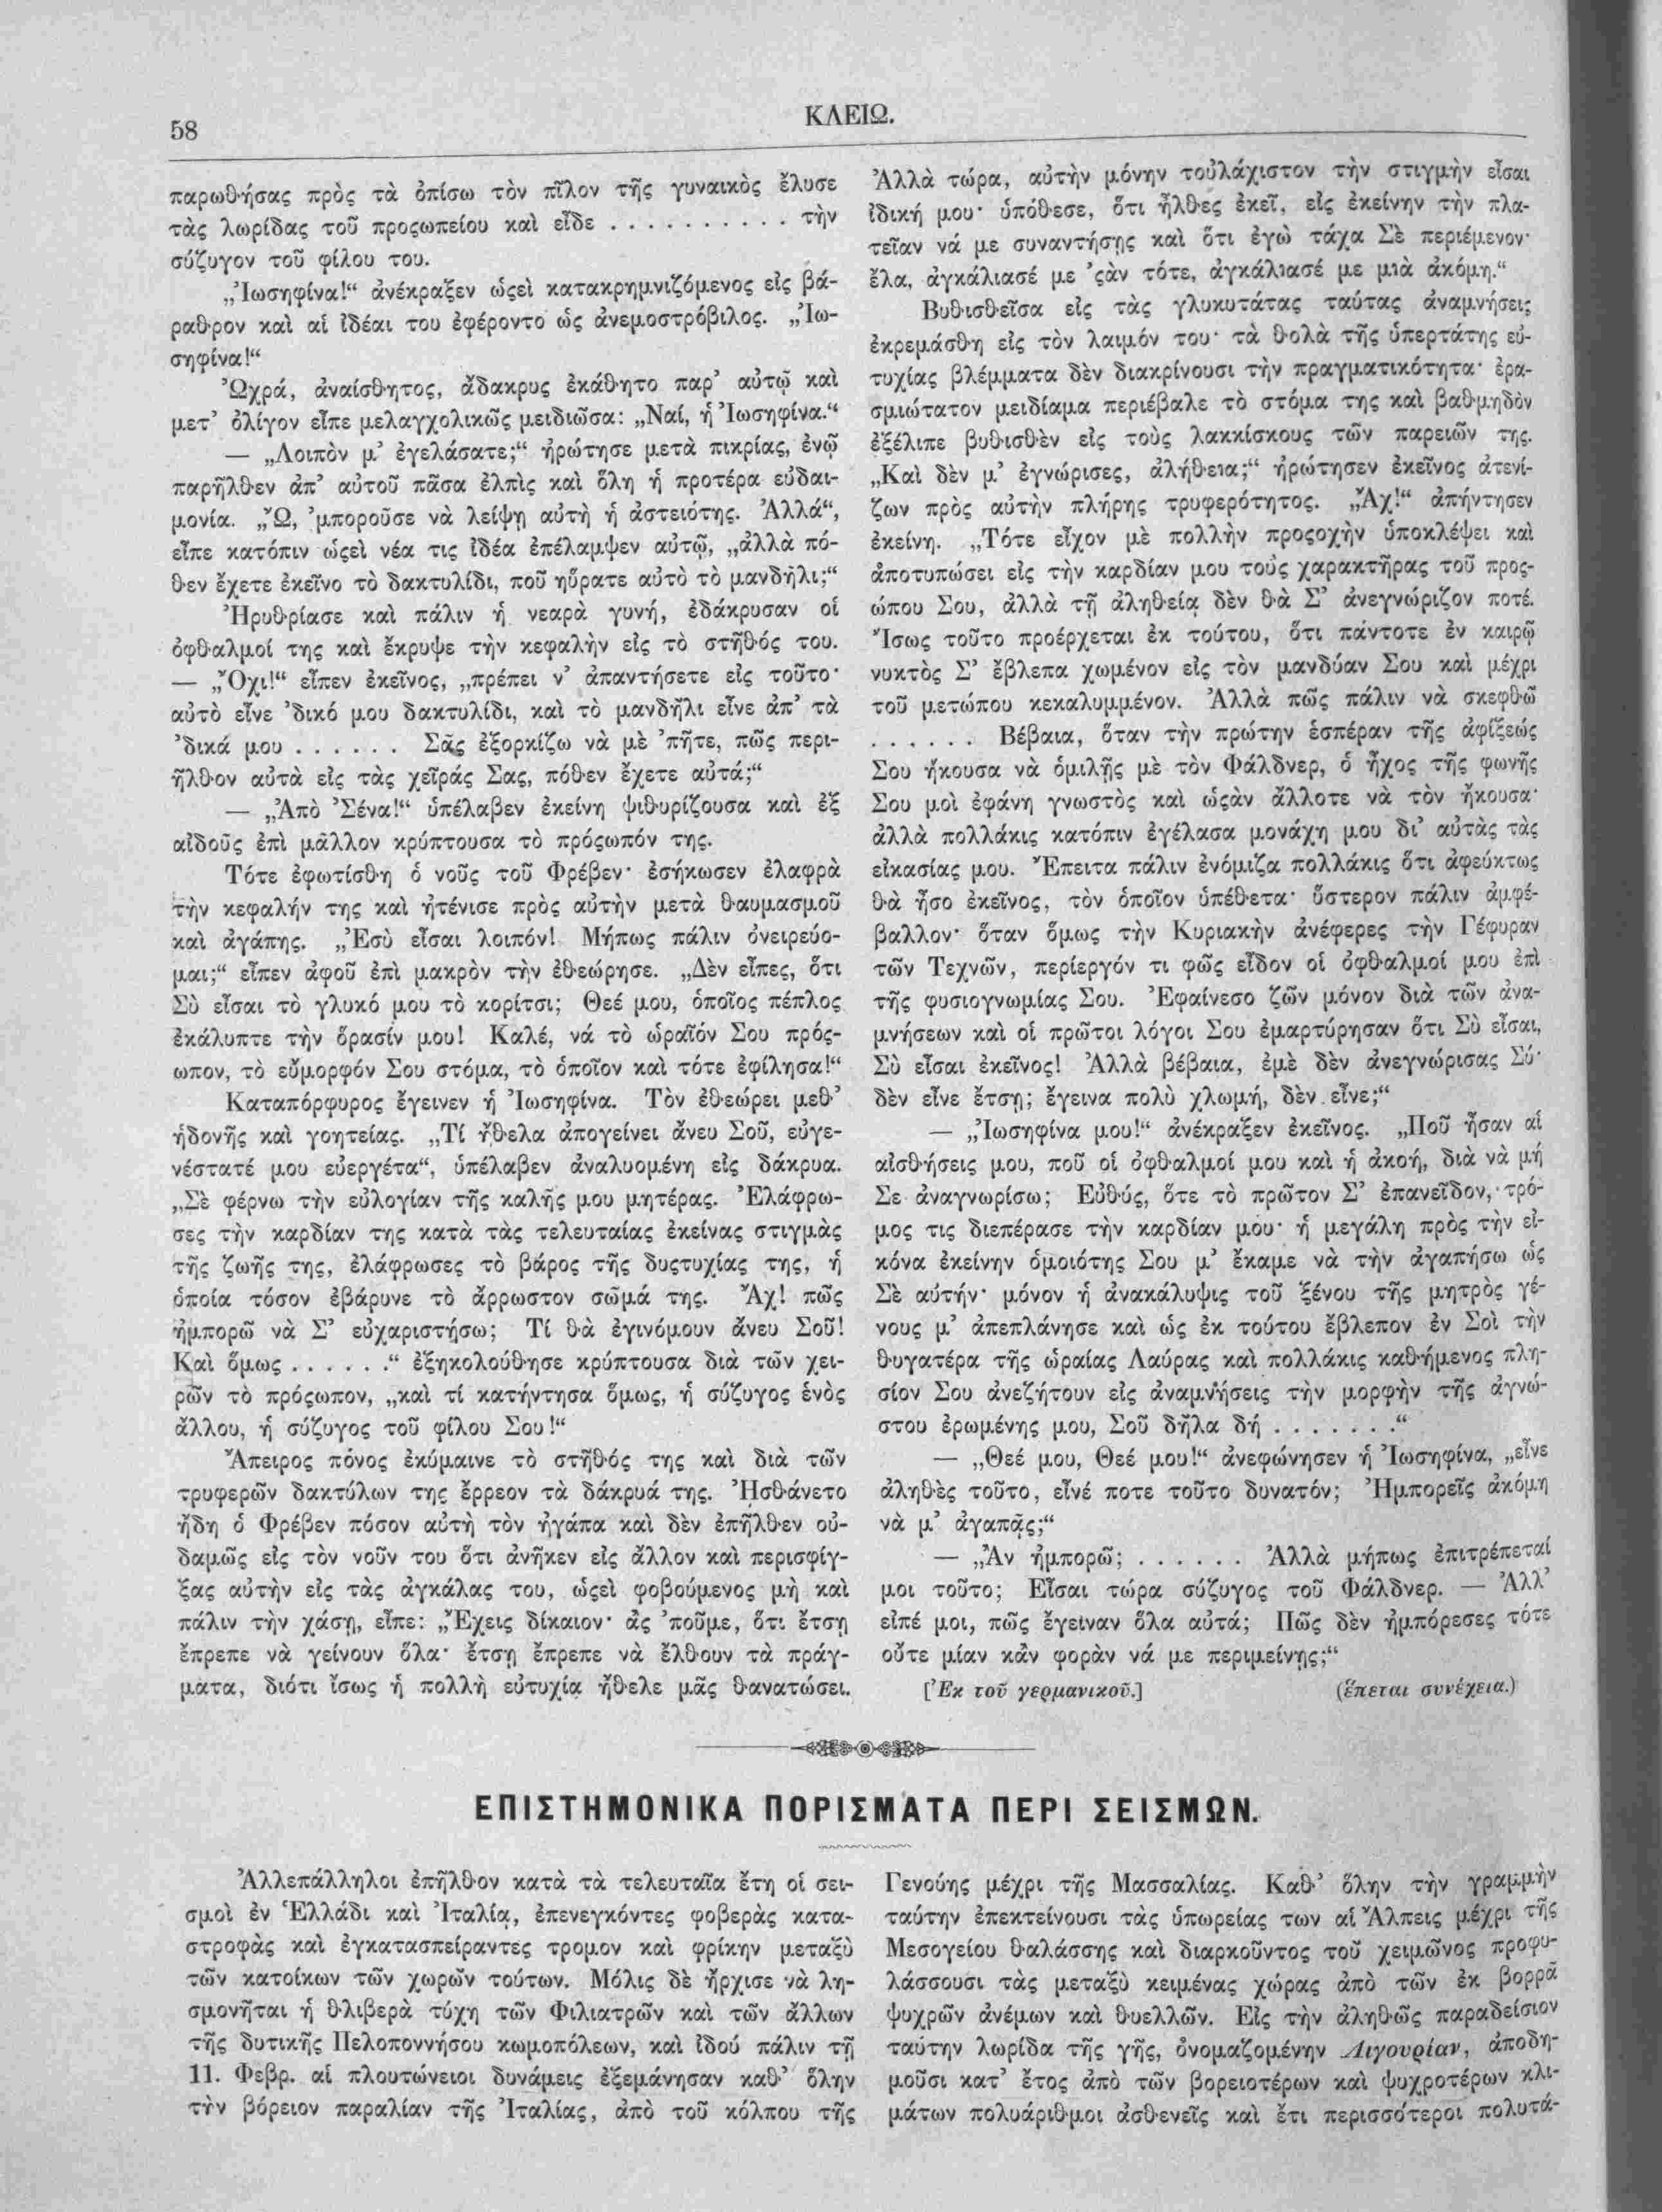 58
ΚΛΕΙΩ.
παρωθήσας πρὸς τὰ ὀπίσω τὸν πῖλον τῆς γυναικὸς ἔλυσε
τὰς λωρίδας τοῦ προςωπείου καὶ εἶδε . . . . . . . . . . τὴν
σύζυγον τοῦ φίλου του.
„Ἰωσηφίνα!“ ἀνέκραξεν ὡςεὶ κατακρημνιζόμενος εἰς βά-
ραθρον καὶ αἱ ἰδέαι του ἐφέροντο ὡς ἀνεμοστρόβιλος. „Ἰω-
σηφίνα!“
Ὠχρά, ἀναίσθητος, ἄδακρυς ἐκάθητο παρ’ αὐτῷ καὶ
μετ’ ὀλίγον εἶπε μελαγχολικῶς μειδιῶσα: „Ναί, ἡ Ἰωσηφίνα.“
— „Λοιπὸν μ’ ἐγελάσατε;“ ἠρώτησε μετὰ πικρίας, ἐνῷ
παρῆλθεν ἀπ’ αὐτοῦ πᾶσα ἐλπὶς καὶ ὅλη ἡ προτέρα εὐδαι-
μονία. „Ὢ, ’μποροῦσε νὰ λείψῃ αὐτὴ ἡ ἀστειότης. Ἀλλά“,
εἶπε κατόπιν ὡςεὶ νέα τις ἰδέα ἐπέλαμψεν αὐτῷ, „ἀλλὰ πό-
θεν ἔχετε ἐκεῖνο τὸ δακτυλίδι, ποῦ ηὕρατε αὐτὸ τὸ μανδῆλι;“
Ἠρυθρίασε καὶ πάλιν ἡ νεαρὰ γυνή, ἐδάκρυσαν οἱ
ὀφθαλμοί της καὶ ἔκρυψε τὴν κεφαλὴν εἰς τὸ στῆθός του.
— „Ὄχι!“ εἶπεν ἐκεῖνος, „πρέπει ν’ ἀπαντήσετε εἰς τοῦτο·
αὐτὸ εἶνε ’δικό μου δακτυλίδι, καὶ τὸ μανδῆλι εἶνε ἀπ’ τὰ
’δικά μου . . . . . . Σᾶς ἐξορκίζω νὰ μὲ ’πῆτε, πῶς περι-
ῆλθον αὐτὰ εἰς τὰς χεῖράς Σας, πόθεν ἔχετε αὐτά;“
— „Ἀπὸ Ἐσένα!“ ὑπέλαβεν ἐκείνη ψιθυρίζουσα καὶ ἐξ
αἰδοῦς ἐπὶ μᾶλλον κρύπτουσα τὸ πρόςωπόν της.
Τότε ἐφωτίσθη ὁ νοῦς τοῦ Φρέβεν· ἐσήκωσεν ἐλαφρὰ
τὴν κεφαλήν της καὶ ἠτένισε πρὸς αὐτὴν μετὰ θαυμασμοῦ
καὶ ἀγάπης. „Ἐσὺ εἶσαι λοιπόν! Μήπως πάλιν ὀνειρεύο-
μαι;“ εἶπεν ἀφοῦ ἐπὶ μακρὸν τὴν ἐθεώρησε. „Δὲν εἶπες, ὅτι
Σὺ εἶσαι τὸ γλυκό μου τὸ κορίτσι; Θεέ μου, ὁποῖος πέπλος
ἐκάλυπτε τὴν ὅρασίν μου! Καλέ, νά τὸ ὡραῖόν Σου πρός-
ωπον, τὸ εὔμορφόν Σου στόμα, τὸ ὁποῖον καὶ τότε ἐφίλησα!“
Καταπόρφυρος ἔγεινεν ἡ Ἰωσηφίνα. Τὸν ἐθεώρει μεθ’
ἡδονῆς καὶ γοητείας. „Τί ἤθελα ἀπογείνει ἄνευ Σοῦ, εὐγε-
νέστατέ μου εὐεργέτα“, ὑπέλαβεν ἀναλυομένη εἰς δάκρυα.
„Σὲ φέρνω τὴν εὐλογίαν τῆς καλῆς μου μητέρας. Ἐλάφρω-
σες τὴν καρδίαν της κατὰ τὰς τελευταίας ἐκείνας στιγμὰς
τῆς ζωῆς της, ἐλάφρωσες τὸ βάρος τῆς δυςτυχίας της, ἡ
ὁποία τόσον ἐβάρυνε τὸ ἄρρωστον σῶμά της. Ἄχ! πῶς
ἠμπορῶ νὰ Σ’ εὐχαριστήσω; Τί θὰ ἐγινόμουν ἄνευ Σοῦ!
Καὶ ὅμως . . . . . .“ ἐξηκολούθησε κρύπτουσα διὰ τῶν χει-
ρῶν τὸ πρόςωπον, „καὶ τί κατήντησα ὅμως, ἡ σύζυγος ἑνὸς
ἄλλου, ἡ σύζυγος τοῦ φίλου Σου!“
Ἄπειρος πόνος ἐκύμαινε τὸ στῆθός της καὶ διὰ τῶν
τρυφερῶν δακτύλων της ἔρρεον τὰ δάκρυά της. Ἠσθάνετο
ἤδη ὁ Φρέβεν πόσον αὐτὴ τὸν ἠγάπα καὶ δὲν ἐπῆλθεν οὐ-
δαμῶς εἰς τὸν νοῦν του ὅτι ἀνῆκεν εἰς ἄλλον καὶ περισφίγ-
ξας αὐτὴν εἰς τὰς ἀγκάλας του, ὡςεὶ φοβούμενος μὴ καὶ
πάλιν τὴν χάσῃ, εἶπε: „Ἔχεις δίκαιον· ἂς ’ποῦμε, ὅτι ἔτσῃ
ἔπρεπε νὰ γείνουν ὅλα· ἔτσῃ ἔπρεπε νὰ ἔλθουν τὰ πράγ-
ματα, διότι ἴσως ἡ πολλὴ εὐτυχία ἤθελε μᾶς θανατώσει.
Ἀλλὰ τώρα, αὐτὴν μόνην τοὐλάχιστον τὴν στιγμὴν εἶσαι
ἰδική μου· ὑπόθεσε, ὅτι ἦλθες ἐκεῖ, εἰς ἐκείνην τὴν πλα-
τεῖαν νά με συναντήσῃς καὶ ὅτι ἐγὼ τάχα Σὲ περιέμενον·
ἔλα, ἀγκάλιασέ με ’ςὰν τότε, ἀγκάλιασέ με μιὰ ἀκόμη.“
Βυθισθεῖσα εἰς τὰς γλυκυτάτας ταύτας ἀναμνήσεις
ἐκρεμάσθη εἰς τὸν λαιμόν του· τὰ θολὰ τῆς ὑπερτάτης εὐ-
τυχίας βλέμματα δὲν διακρίνουσι τὴν πραγματικότητα· ἐρα-
σμιώτατον μειδίαμα περιέβαλε τὸ στόμα της καὶ βαθμηδὸν
ἐξέλιπε βυθισθὲν εἰς τοὺς λακκίσκους τῶν παρειῶν της.
„Καὶ δὲν μ’ ἐγνώρισες, ἀλήθεια;“ ἠρώτησεν ἐκεῖνος ἀτενί-
ζων πρὸς αὐτὴν πλήρης τρυφερότητος. „Ἄχ!“ ἀπήντησεν
ἐκείνη. „Τότε εἶχον μὲ πολλὴν προςοχὴν ὑποκλέψει καὶ
ἀποτυπώσει εἰς τὴν καρδίαν μου τοὺς χαρακτῆρας τοῦ προς-
ώπου Σου, ἀλλὰ τῇ ἀληθείᾳ δὲν θὰ Σ’ ἀνεγνώριζον ποτέ.
Ἴσως τοῦτο προέρχεται ἐκ τούτου, ὅτι πάντοτε ἐν καιρῷ
νυκτὸς Σ’ ἔβλεπα χωμένον εἰς τὸν μανδύαν Σου καὶ μέχρι
τοῦ μετώπου κεκαλυμμένον. Ἀλλὰ πῶς πάλιν νὰ σκεφθῶ
. . . . . . Βέβαια, ὅταν τὴν πρώτην ἑσπέραν τῆς ἀφίξεώς
Σου ἤκουσα νὰ ὁμιλῇς μὲ τὸν Φάλδνερ, ὁ ἦχος τῆς φωνῆς
Σου μοὶ ἐφάνη γνωστὸς καὶ ὡςὰν ἄλλοτε νὰ τὸν ἤκουσα·
ἀλλὰ πολλάκις κατόπιν ἐγέλασα μονάχη μου δι’ αὐτὰς τὰς
εἰκασίας μου. Ἔπειτα πάλιν ἐνόμιζα πολλάκις ὅτι ἀφεύκτως
θὰ ἦσο ἐκεῖνος, τὸν ὁποῖον ὑπέθετα· ὕστερον πάλιν ἀμφέ-
βαλλον· ὅταν ὅμως τὴν Κυριακὴν ἀνέφερες τὴν Γέφυραν
τῶν Τεχνῶν, περίεργόν τι φῶς εἶδον οἱ ὀφθαλμοί μου ἐπὶ
τῆς φυσιογνωμίας Σου. Ἐφαίνεσο ζῶν μόνον διὰ τῶν ἀνα-
μνήσεων καὶ οἱ πρῶτοι λόγοι Σου ἐμαρτύρησαν ὅτι Σὺ εἶσαι,
Σὺ εἶσαι ἐκεῖνος! Ἀλλὰ βέβαια, ἐμὲ δὲν ἀνεγνώρισας Σύ·
δὲν εἶνε ἔτσῃ; ἔγεινα πολὺ χλωμή, δὲν εἶνε;“
— „Ἰωσηφίνα μου!“ ἀνέκραξεν ἐκεῖνος. „Ποῦ ἦσαν αἱ
αἰσθήσεις μου, ποῦ οἱ ὀφθαλμοί μου καὶ ἡ ἀκοή, διὰ νὰ μή
Σε ἀναγνωρίσω; Εὐθύς, ὅτε τὸ πρῶτον Σ’ ἐπανεῖδον, τρό-
μος τις διεπέρασε τὴν καρδίαν μου· ἡ μεγάλη πρὸς τὴν εἰ-
κόνα ἐκείνην ὁμοιότης Σου μ’ ἔκαμε νὰ τὴν ἀγαπήσω ὡς
Σὲ αὐτήν· μόνον ἡ ἀνακάλυψις τοῦ ξένου τῆς μητρὸς γέ-
νους μ’ ἀπεπλάνησε καὶ ὡς ἐκ τούτου ἔβλεπον ἐν Σοὶ τὴν
θυγατέρα τῆς ὡραίας Λαύρας καὶ πολλάκις καθήμενος πλη-
σίον Σου ἀνεζήτουν εἰς ἀναμνήσεις τὴν μορφὴν τῆς ἀγνώ-
στου ἐρωμένης μου, Σοῦ δῆλα δή . . . . . . .“
— „Θεέ μου, Θεέ μου!“ ἀνεφώνησεν ἡ Ἰωσηφίνα, „εἶνε
ἀληθὲς τοῦτο, εἶνέ ποτε τοῦτο δυνατόν; Ἠμπορεῖς ἀκόμη
νὰ μ’ ἀγαπᾷς;“
— „Ἂν ἠμπορῶ; . . . . . . Ἀλλὰ μήπως ἐπιτρέπεταί
μοι τοῦτο; Εἶσαι τώρα σύζυγος τοῦ Φάλδνερ. — Ἀλλ’
εἰπέ μοι, πῶς ἔγειναν ὅλα αὐτά; Πῶς δὲν ἠμπόρεσες τότε
οὔτε μίαν κἂν φορὰν νά με περιμείνῃς;“
[Ἐκ τοῦ γερμανικοῦ.] (ἕπεται συνέχεια.)
ΕΠΙΣΤΗΜΟΝΙΚΑ ΠΟΡΙΣΜΑΤΑ ΠΕΡΙ ΣΕΙΣΜΩΝ.
Ἀλλεπάλληλοι ἐπῆλθον κατὰ τὰ τελευταῖα ἔτη οἱ σει-
σμοὶ ἐν Ἑλλάδι καὶ Ἰταλίᾳ, ἐπενεγκόντες φοβερὰς κατα-
στροφὰς καὶ ἐγκατασπείραντες τρομον καὶ φρίκην μεταξὺ
τῶν κατοίκων τῶν χωρῶν τούτων. Μόλις δὲ ἤρχισε νὰ λη-
σμονῆται ἡ θλιβερὰ τύχη τῶν Φιλιατρῶν καὶ τῶν ἄλλων
τῆς δυτικῆς Πελοποννήσου κωμοπόλεων, καὶ ἰδού πάλιν τῇ
11. Φεβρ. αἱ πλουτώνειοι δυνάμεις ἐξεμάνησαν καθ’ ὅλην
τὴν βόρειον παραλίαν τῆς Ἰταλίας, ἀπὸ τοῦ κόλπου τῆς
Γενούης μέχρι τῆς Μασσαλίας. Καθ’ ὅλην τὴν γραμμὴν
ταύτην ἐπεκτείνουσι τὰς ὑπωρείας των αἱ Ἄλπεις μέχρι τῆς
Μεσογείου θαλάσσης καὶ διαρκοῦντος τοῦ χειμῶνος προφυ-
λάσσουσι τὰς μεταξὺ κειμένας χώρας ἀπὸ τῶν ἐκ βορρᾶ
ψυχρῶν ἀνέμων καὶ θυελλῶν. Εἰς τὴν ἀληθῶς παραδείσιον
ταύτην λωρίδα τῆς γῆς, ὀνομαζομένην Λιγουρίαν, ἀποδη-
μοῦσι κατ’ ἔτος ἀπὸ τῶν βορειοτέρων καὶ ψυχροτέρων κλι-
μάτων πολυάριθμοι ἀσθενεῖς καὶ ἔτι περισσότεροι πολυτά-